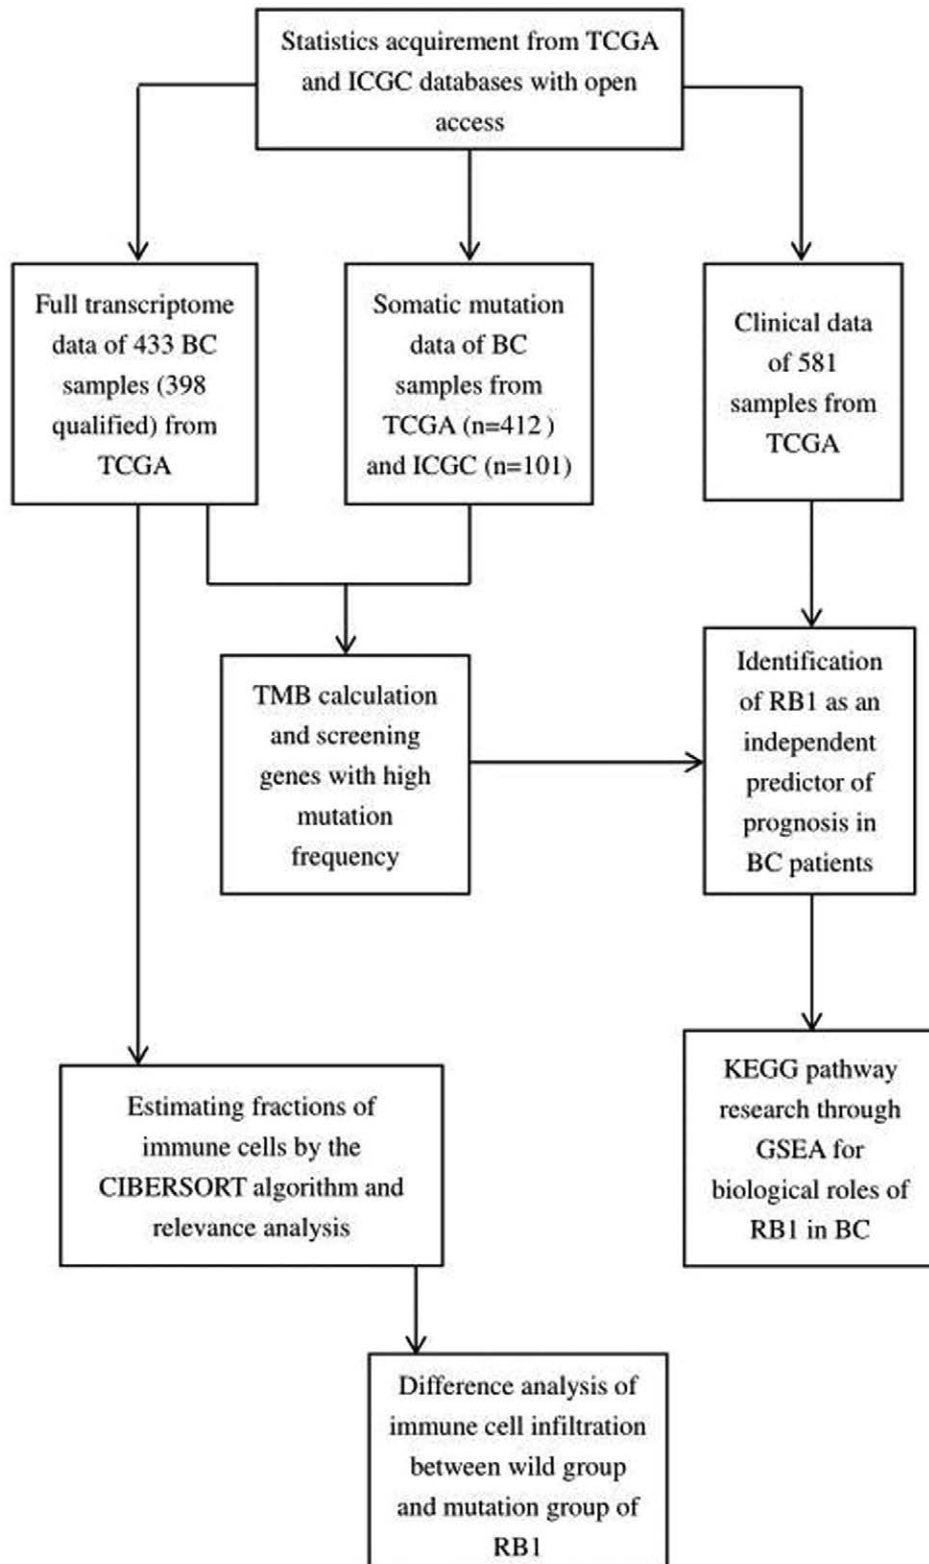 Statistics acquirement from TCGA
and ICGC databases with open
access
Full transcriptome
data of 433 BC
samples (398
qualified) from
TCGA
Somatic mutation
data of BC
samples from
TCGA (n=412 )
and ICGC (n=101)
Clinical data
of 581
samples from
TCGA
TMB calculation
and screening
genes with high
mutation
frequency
Identification
of RB1 as an
independent
predictor of
prognosis in
BC patients
Estimating fractions of
immune cells by the
CIBERSORT algorithm and
relevance analysis
KEGG pathway
research through
GSEA for
biological roles of
RB1 in BC
Difference analysis of
immune cell infiltration
between wild group
and mutation group of
RB1